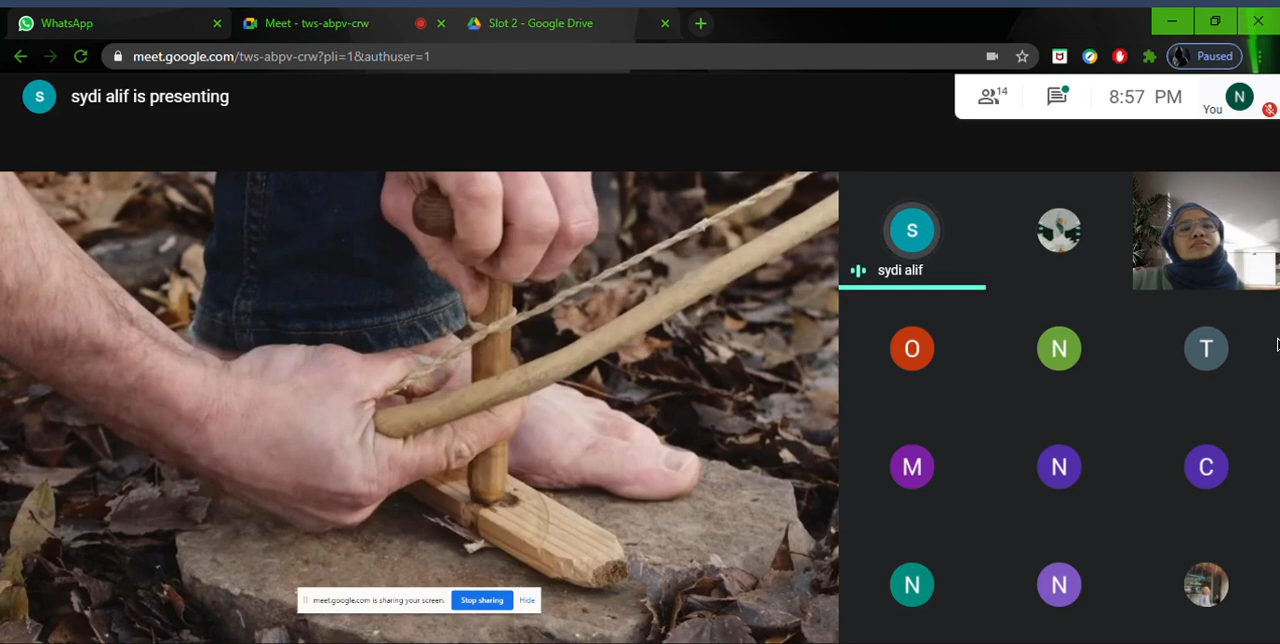 WhatsApp
Meet - tws-abpv-crw
Slot 2 - Google Drive
meet.google.com/tws-abpv-crw?pli=1&authuser=1
Paused
S
sydi alif is presenting
14
8:57 PM
You
N
S
sydi alif
O
N
T
M
N
C
N
N
meet.google.com is sharing your screen.
Stop sharing
Hide